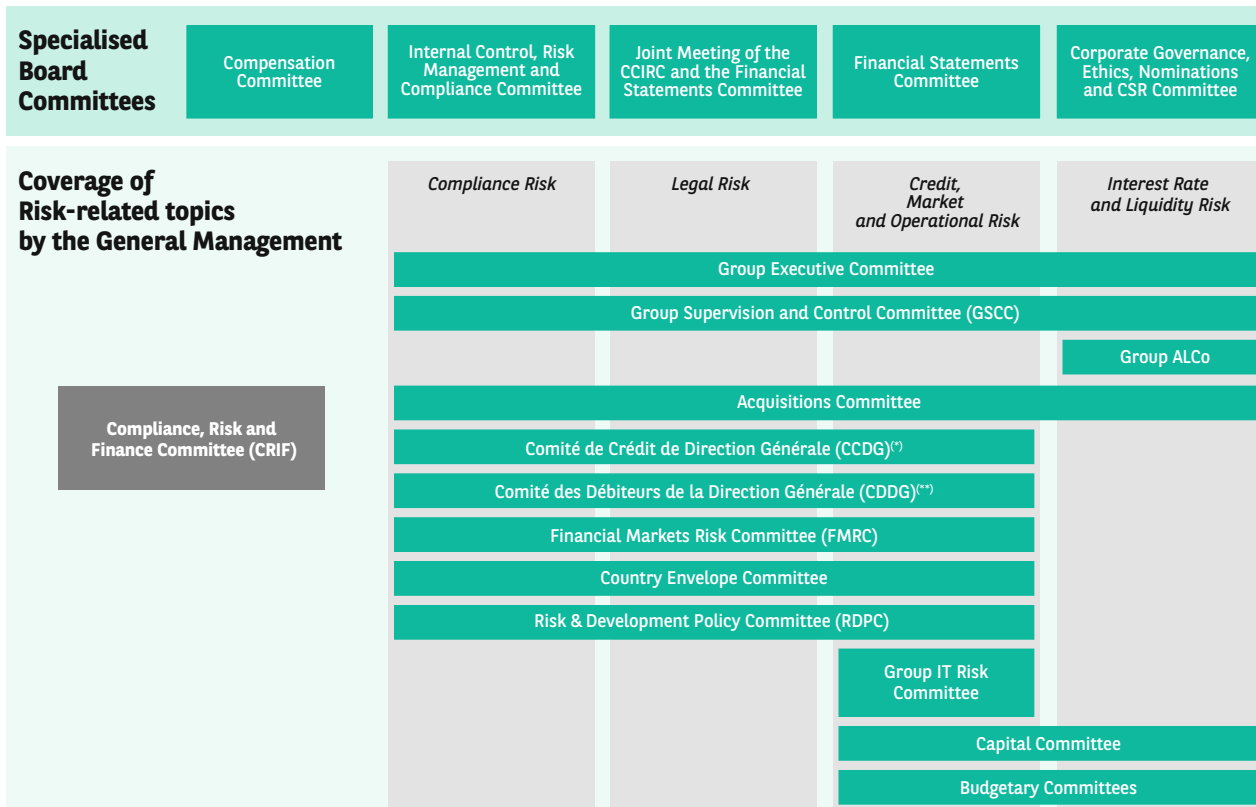 Specialised
Board
Committees
Compensation
Committee
Internal Control, Risk
Management and
Compliance Committee
Joint Meeting of the
CCIRC and the Financial
Statements Committee
Financial Statements
Committee
Corporate Governance,
Ethics, Nominations
and CSR Committee
Coverage of
Risk-related topics
by the General Management
Compliance Risk
Legal Risk
Credit,
Market
and Operational Risk
Interest Rate
and Liquidity Risk
Group Executive Committee
Group Supervision and Control Committee (GSCC)
Group ALCo
Acquisitions Committee
Compliance, Risk and
Finance Committee (CRIF)
Comité de Crédit de Direction Générale (CCDG)(*)
Comité des Débiteurs de la Direction Générale (CDDG)(**)
Financial Markets Risk Committee (FMRC)
Country Envelope Committee
Risk & Development Policy Committee (RDPC)
Group IT Risk
Committee
Capital Committee
Budgetary Committees